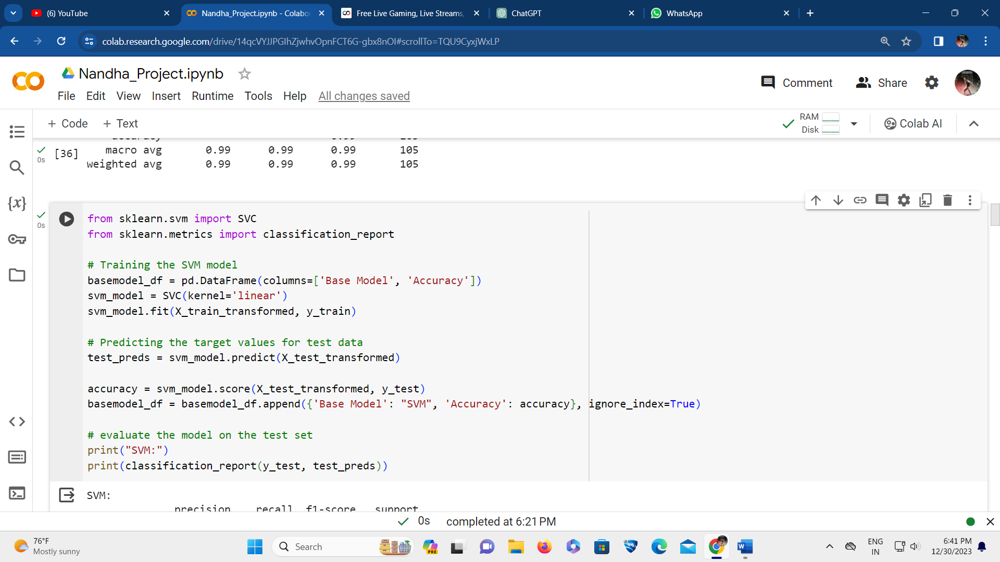 (6) YouTube
Nandha_Project.ipynb - Colabo
Free Live Gaming, Live Streams,
ChatGPT
WhatsApp
colab.research.google.com/drive/14qcVYJJPGIhZjwhvOpnFCT6G-gbx8nOI#scrollTo=TQU9CyxjWxLP
Nandha_Project.ipynb
Comment
Share
File Edit View Insert Runtime Tools Help All changes saved
+ Code + Text
RAM
Disk
Colab AI
accuracy 0.99 105
0s
[36]
macro avg 0.99 0.99 0.99 105
weighted avg 0.99 0.99 0.99 105
{x}
0s
from sklearn.svm import SVC
from sklearn.metrics import classification_report
# Training the SVM model
basemodel_df = pd.DataFrame(columns=['Base Model', 'Accuracy'])
svm_model = SVC(kernel='linear')
svm_model.fit(X_train_transformed, y_train)
# Predicting the target values for test data
test_preds = svm_model.predict(X_test_transformed)
accuracy = svm_model.score(X_test_transformed, y_test)
basemodel_df = basemodel_df.append({'Base Model': "SVM", 'Accuracy': accuracy}, ignore_index=True)
# evaluate the model on the test set
print("SVM:")
print(classification_report(y_test, test_preds))
SVM:
precision recall f1-score support
0s completed at 6:21 PM
76°F
Mostly sunny
Search
PRE
ENG
IN
6:41 PM
12/30/2023